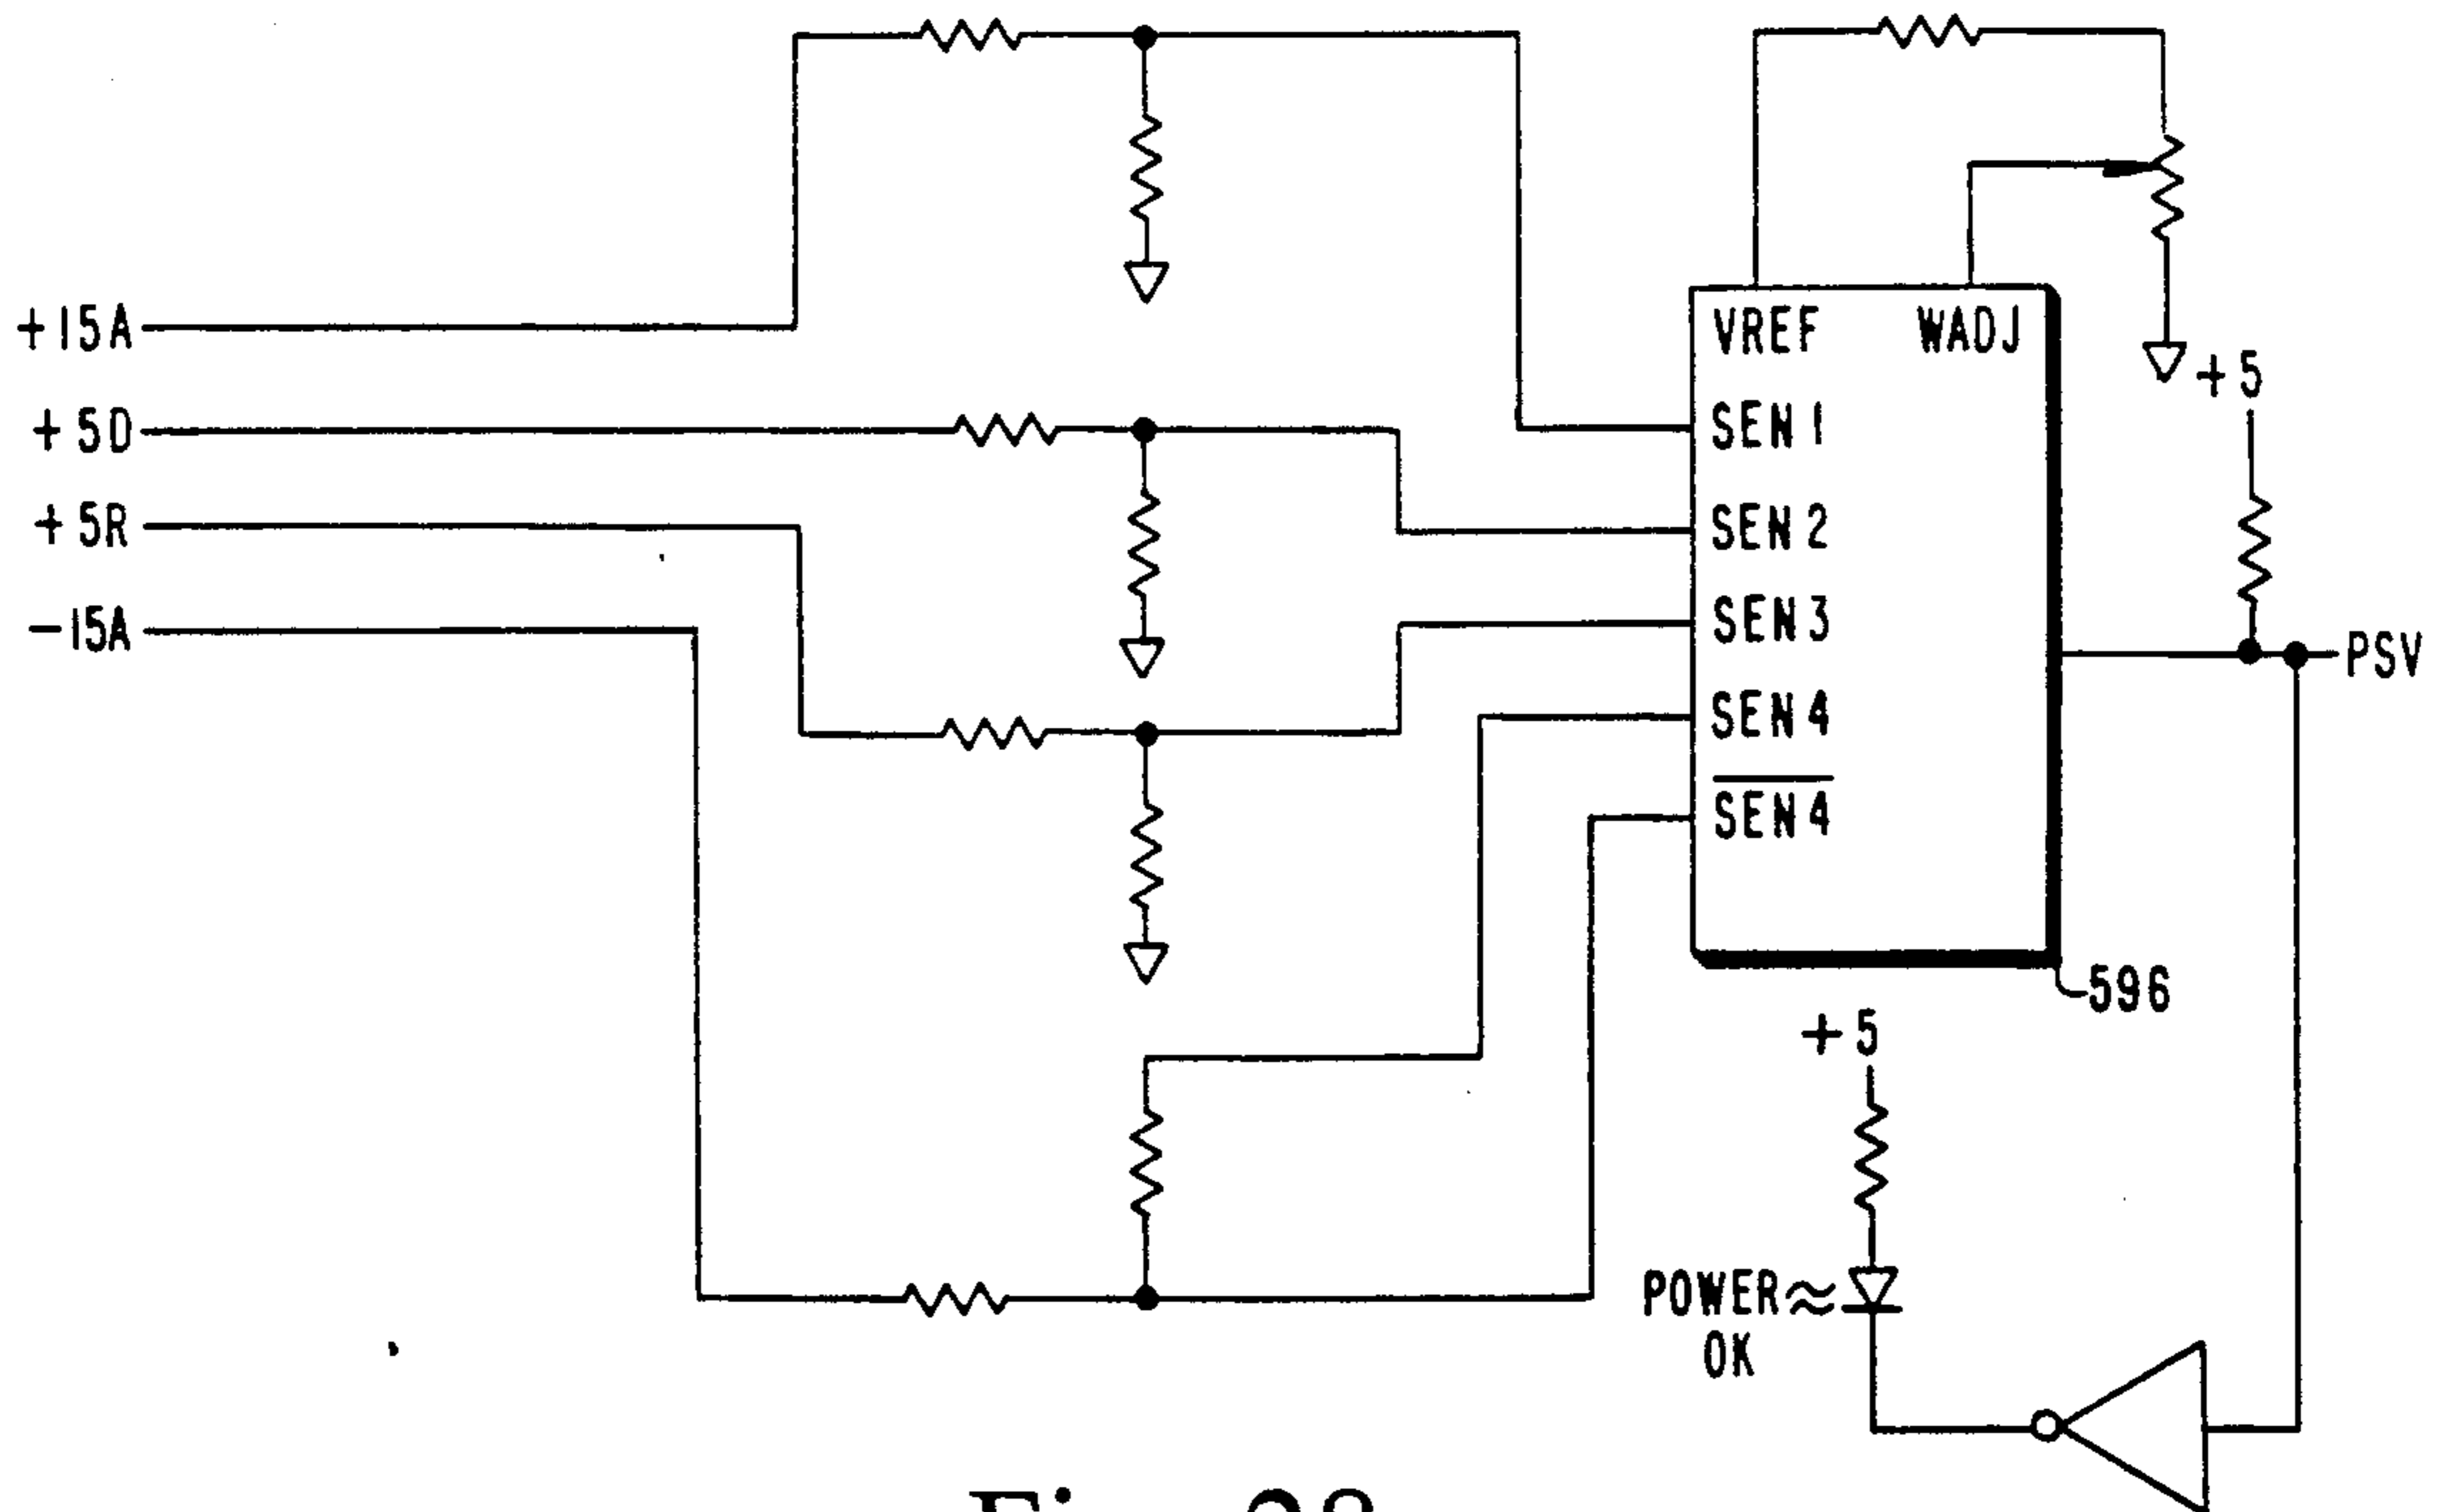 +15A
+5D
+5R
-15A
VREF WADJ
SEN 1
SEN 2
SEN 3
SEN 4
SEN 4
596
+5
PSV
+5
POWER
OK